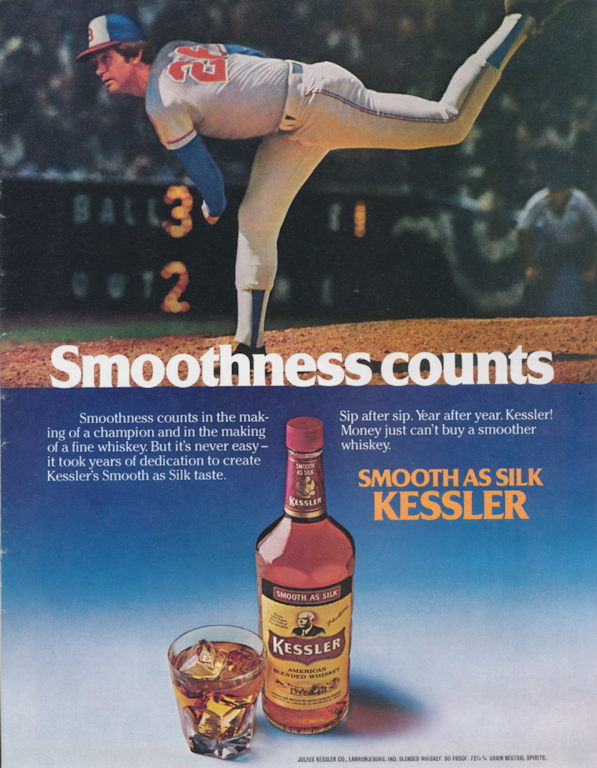 B
26
BALL 3
1
OUT 2
Smoothness counts
Smoothness counts in the mak-
ing of a champion and in the making
of a fine whiskey. But it's never easy–
it took years of dedication to create
Kessler's Smooth as Silk taste.
Sip after sip. Year after year. Kessler!
Money just can't buy a smoother
whiskey.
SMOOTH AS SILK
KESSLER
SMOOTH
AS SILK
KESSLER
SMOOTH AS SILK
KESSLER
AMERICAN
BLENDED WHISKEY
JULIUS KESSLER CO., LAWRENCEBURG, IND. BLENDED WHISKEY. 80 PROOF. 72½% GRAIN NEUTRAL SPIRITS.